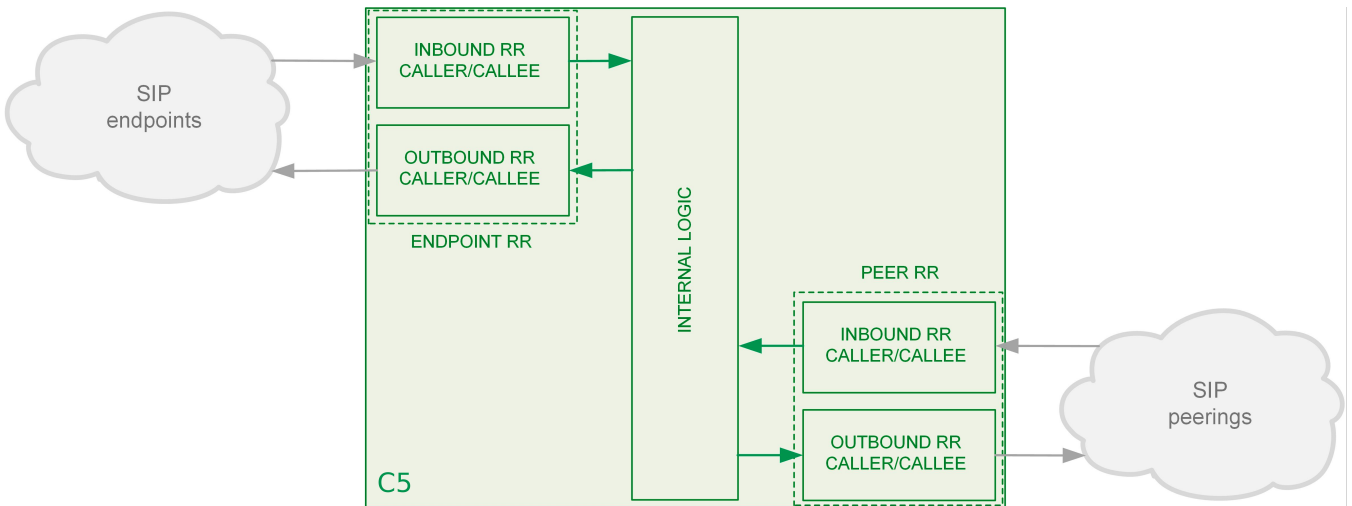 SIP
endpoints
INBOUND RR
CALLER/CALLEE
OUTBOUND RR
CALLER/CALLEE
ENDPOINT RR
INTERNAL LOGIC
PEER RR
INBOUND RR
CALLER/CALLEE
OUTBOUND RR
CALLER/CALLEE
SIP
peerings
C5